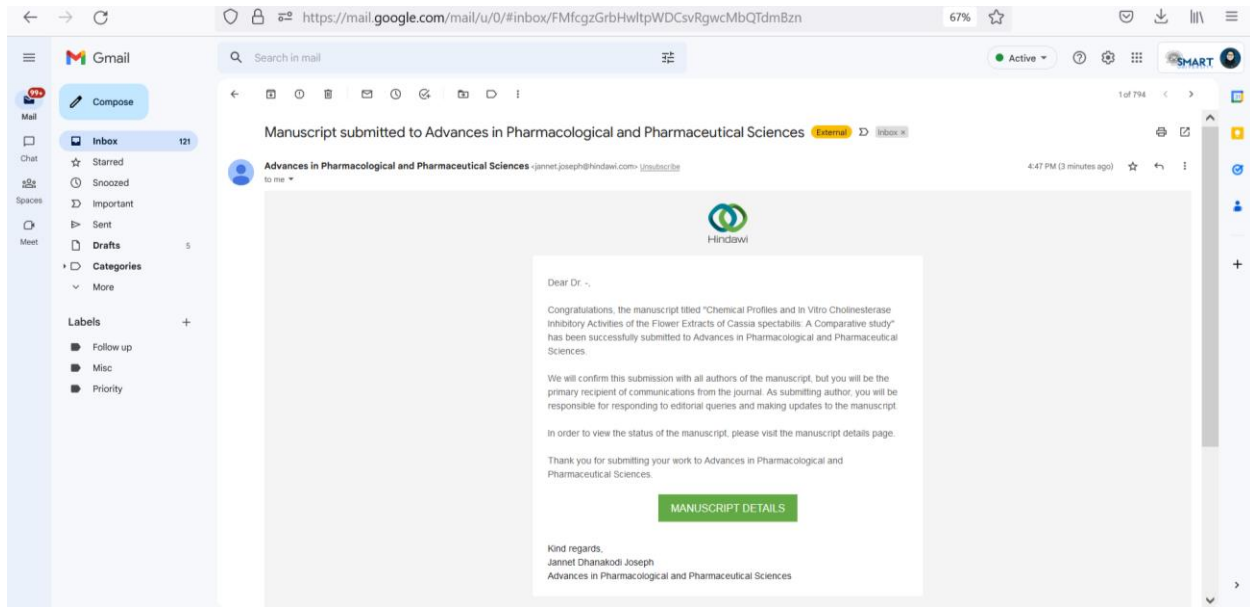 https://mail.google.com/mail/u/0/#inbox/FMfcgzGrbHwltpWDCsvRgwcMbQTdmBzn
67%
Gmail
Search in mail
Active
SMART
99+
Mail
Compose
1 of 794
Inbox 121
Chat
Starred
Snoozed
Spaces
Important
Sent
Meet
Drafts 5
Categories
More
Labels
Follow up
Misc
Priority
Manuscript submitted to Advances in Pharmacological and Pharmaceutical Sciences External Inbox x
Advances in Pharmacological and Pharmaceutical Sciences <jannet.joseph@hindawi.com> Unsubscribe
4:47 PM (3 minutes ago)
to me
Hindawi
Dear Dr. -,
Congratulations, the manuscript titled "Chemical Profiles and In Vitro Cholinesterase
Inhibitory Activities of the Flower Extracts of Cassia spectabilis: A Comparative study"
has been successfully submitted to Advances in Pharmacological and Pharmaceutical
Sciences.
We will confirm this submission with all authors of the manuscript, but you will be the
primary recipient of communications from the journal. As submitting author, you will be
responsible for responding to editorial queries and making updates to the manuscript.
In order to view the status of the manuscript, please visit the manuscript details page.
Thank you for submitting your work to Advances in Pharmacological and
Pharmaceutical Sciences.
MANUSCRIPT DETAILS
Kind regards,
Jannet Dhanakodi Joseph
Advances in Pharmacological and Pharmaceutical Sciences